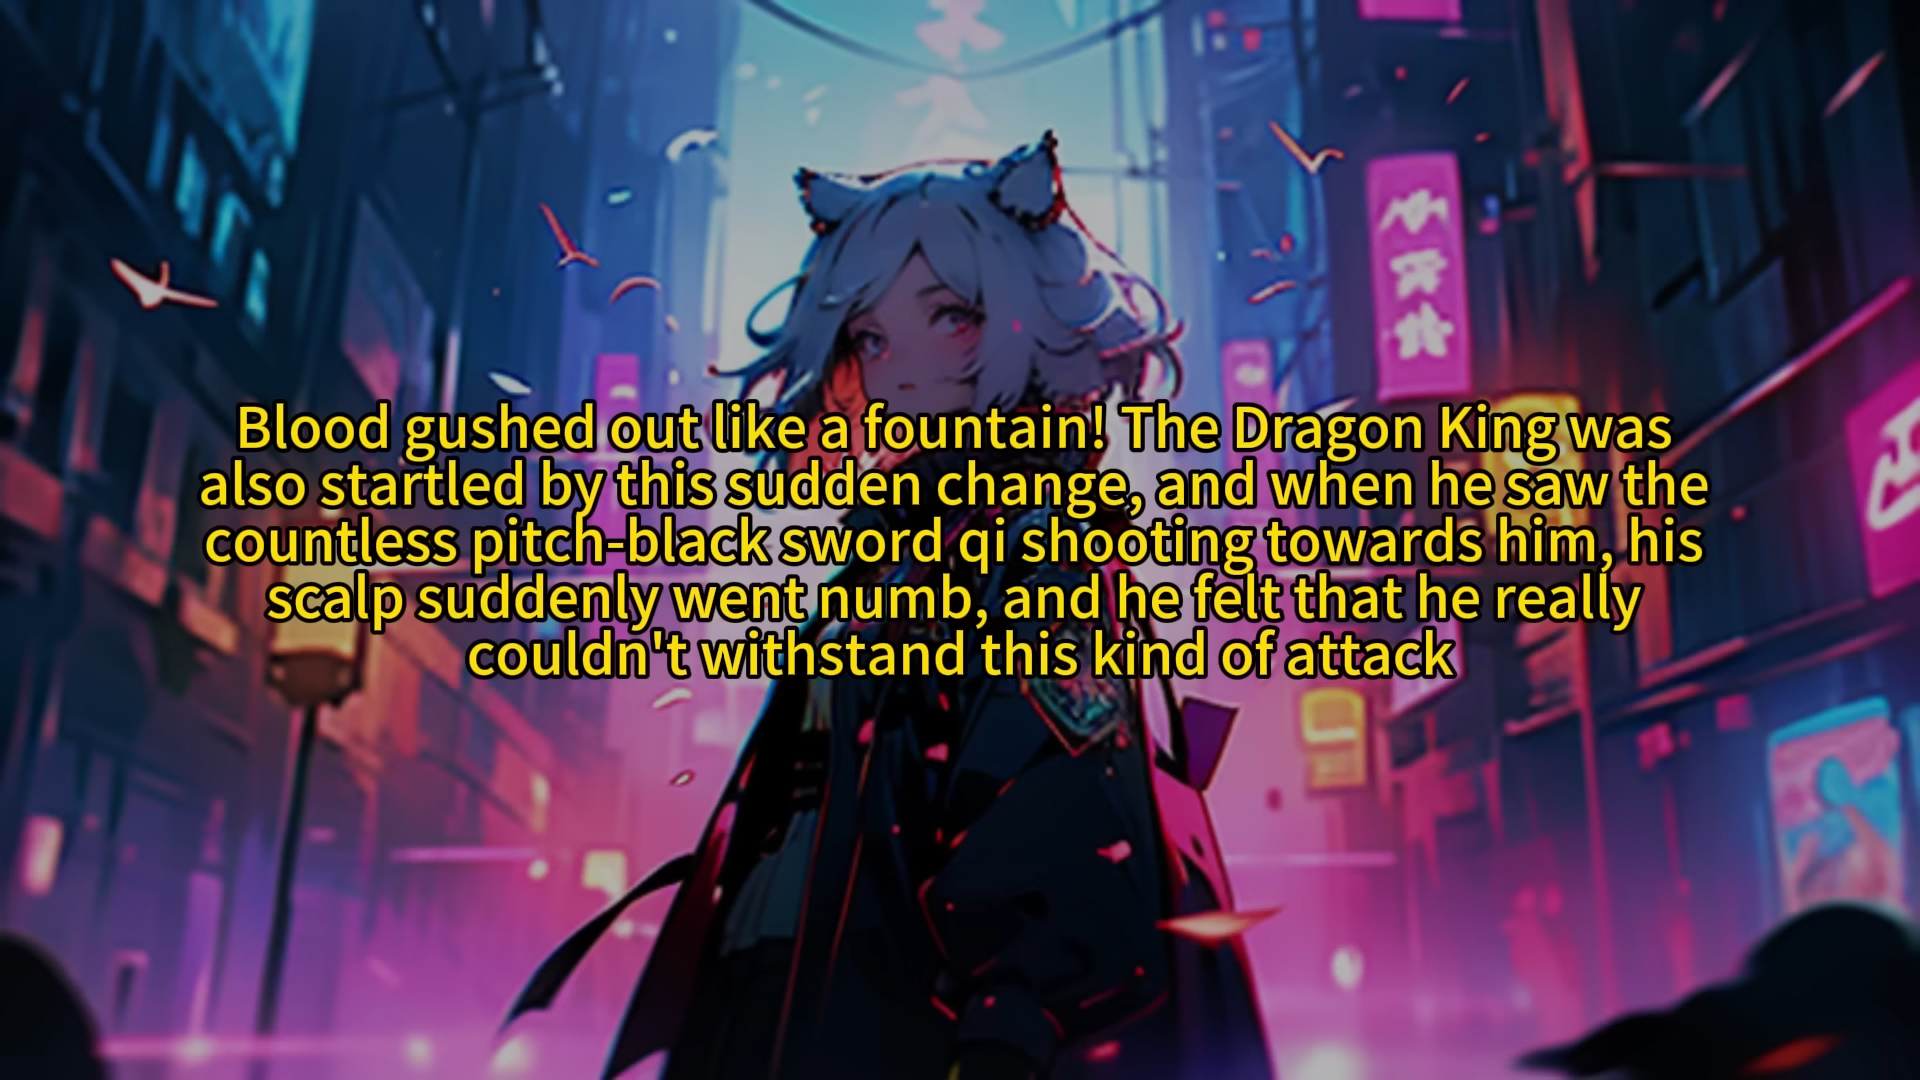 Blood gushed out like a fountain! The Dragon King was
also startled by this sudden change, and when he saw the
countless pitch-black sword qi shooting towards him, his
scalp suddenly went numb, and he felt that he really
couldn't withstand this kind of attack